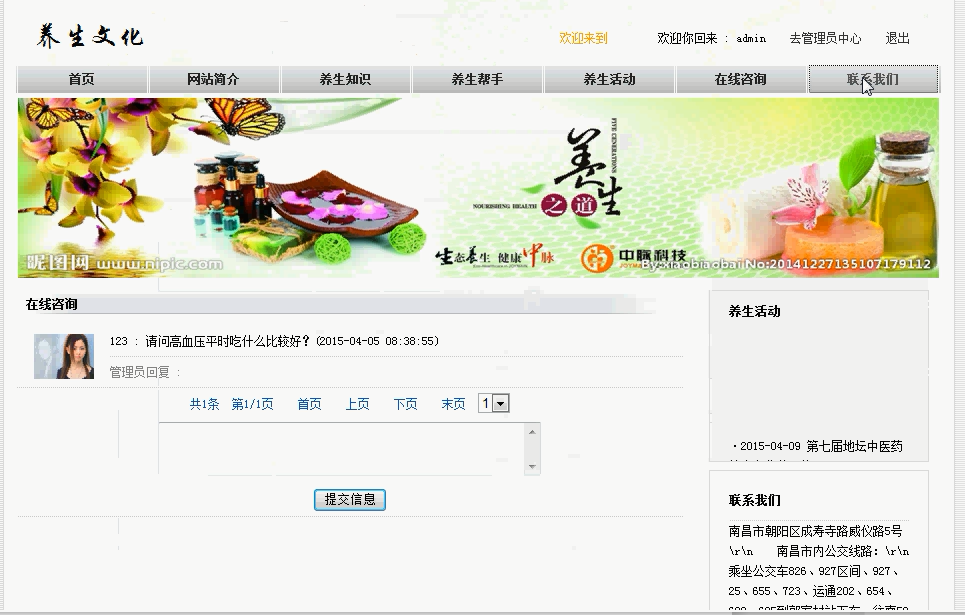 养生文化
欢迎来到 欢迎你回来 : admin 去管理员中心 退出
首页 网站简介 养生知识 养生帮手 养生活动 在线咨询 联系我们
FIVE GENERATIONS
养生
NOURISHING HEALTH 之道
生态养生 健康中脉
中脉科技
昵图网 www.nipic.com
By:xiaobiaobai No:20141227135107179112
在线咨询
123 : 请问高血压平时吃什么比较好? (2015-04-05 08:38:55)
管理员回复 :
共1条 第1/1页 首页 上页 下页 末页 1
提交信息
养生活动
·2015-04-09 第七届地坛中医药
联系我们
南昌市朝阳区成寿寺路威仪路5号
\r\n 南昌市内公交线路: \r\n
乘坐公交车826、927区间、927、
25、655、723、运通202、654、